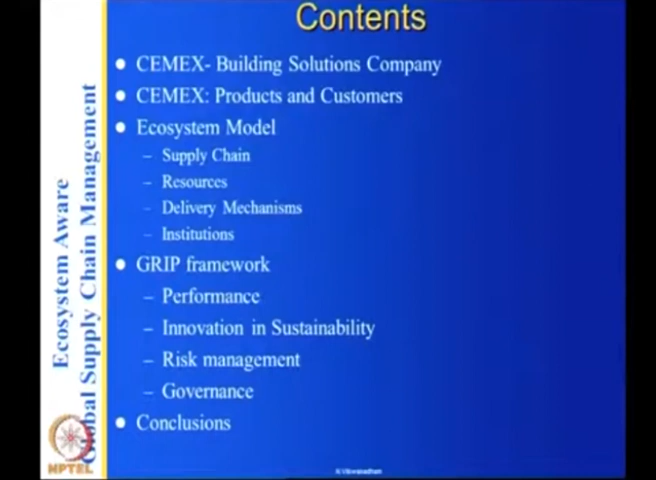 Contents
CEMEX- Building Solutions Company
CEMEX: Products and Customers
Ecosystem Model
– Supply Chain
– Resources
– Delivery Mechanisms
– Institutions
GRIP framework
– Performance
– Innovation in Sustainability
– Risk management
– Governance
Conclusions
Ecosystem Aware
Global Supply Chain Management
NPTEL
N.Viswanadham